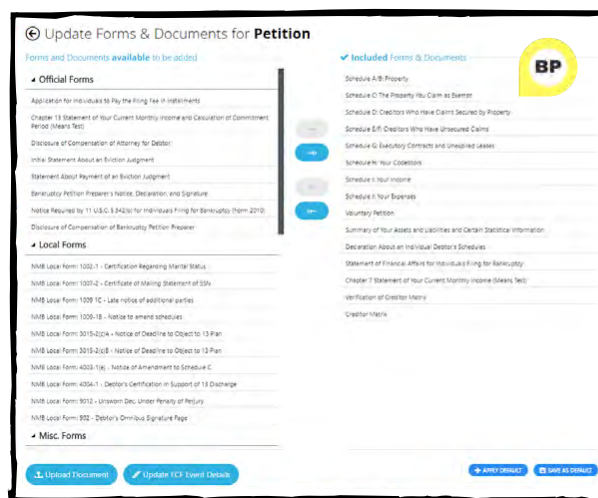 Update Forms & Documents for Petition
Forms and Documents available to be added
Official Forms
Application for Individuals to Pay the Filing Fee in Installments
Chapter 13 Statement of Your Current Monthly Income and Calculation of Commitment
Period (Means Test)
Disclosure of Compensation of Attorney for Debtor
Initial Statement About an Eviction Judgment
Statement About Payment of an Eviction Judgment
Bankruptcy Petition Preparer's Notice, Declaration, and Signature
Notice Required by 11 U.S.C. § 342(b) for Individuals Filing for Bankruptcy (Form 2010)
Disclosure of Compensation of Bankruptcy Petition Preparer
Local Forms
NMB Local Form: 1002-1 - Certification Regarding Marital Status
NMB Local Form: 1007-2 - Certificate of Mailing Statement of SSN
NMB Local Form: 1009-1C - Late notice of additional parties
NMB Local Form: 1009-1B - Notice to amend schedules
NMB Local Form: 3015-2(c)A - Notice of Deadline to Object to 13 Plan
NMB Local Form: 3015-2(c)B - Notice of Deadline to Object to 13 Plan
NMB Local Form: 4003-1(e) - Notice of Amendment to Schedule C
NMB Local Form: 4004-1 - Debtor's Certification in Support of 13 Discharge
NMB Local Form: 9012 - Unsworn Dec. Under Penalty of Perjury
NMB Local Form: 902 - Debtor's Omnibus Signature Page
Misc. Forms
Upload Document
Update ECF Event Details
Included Forms & Documents
BP
Schedule A/B: Property
Schedule C: The Property You Claim as Exempt
Schedule D: Creditors Who Have Claims Secured by Property
Schedule E/F: Creditors Who Have Unsecured Claims
Schedule G: Executory Contracts and Unexpired Leases
Schedule H: Your Codebtors
Schedule I: Your Income
Schedule J: Your Expenses
Voluntary Petition
Summary of Your Assets and Liabilities and Certain Statistical Information
Declaration About an Individual Debtor's Schedules
Statement of Financial Affairs for Individuals Filing for Bankruptcy
Chapter 7 Statement of Your Current Monthly Income (Means Test)
Verification of Creditor Matrix
Creditor Matrix
APPLY DEFAULT
SAVE AS DEFAULT